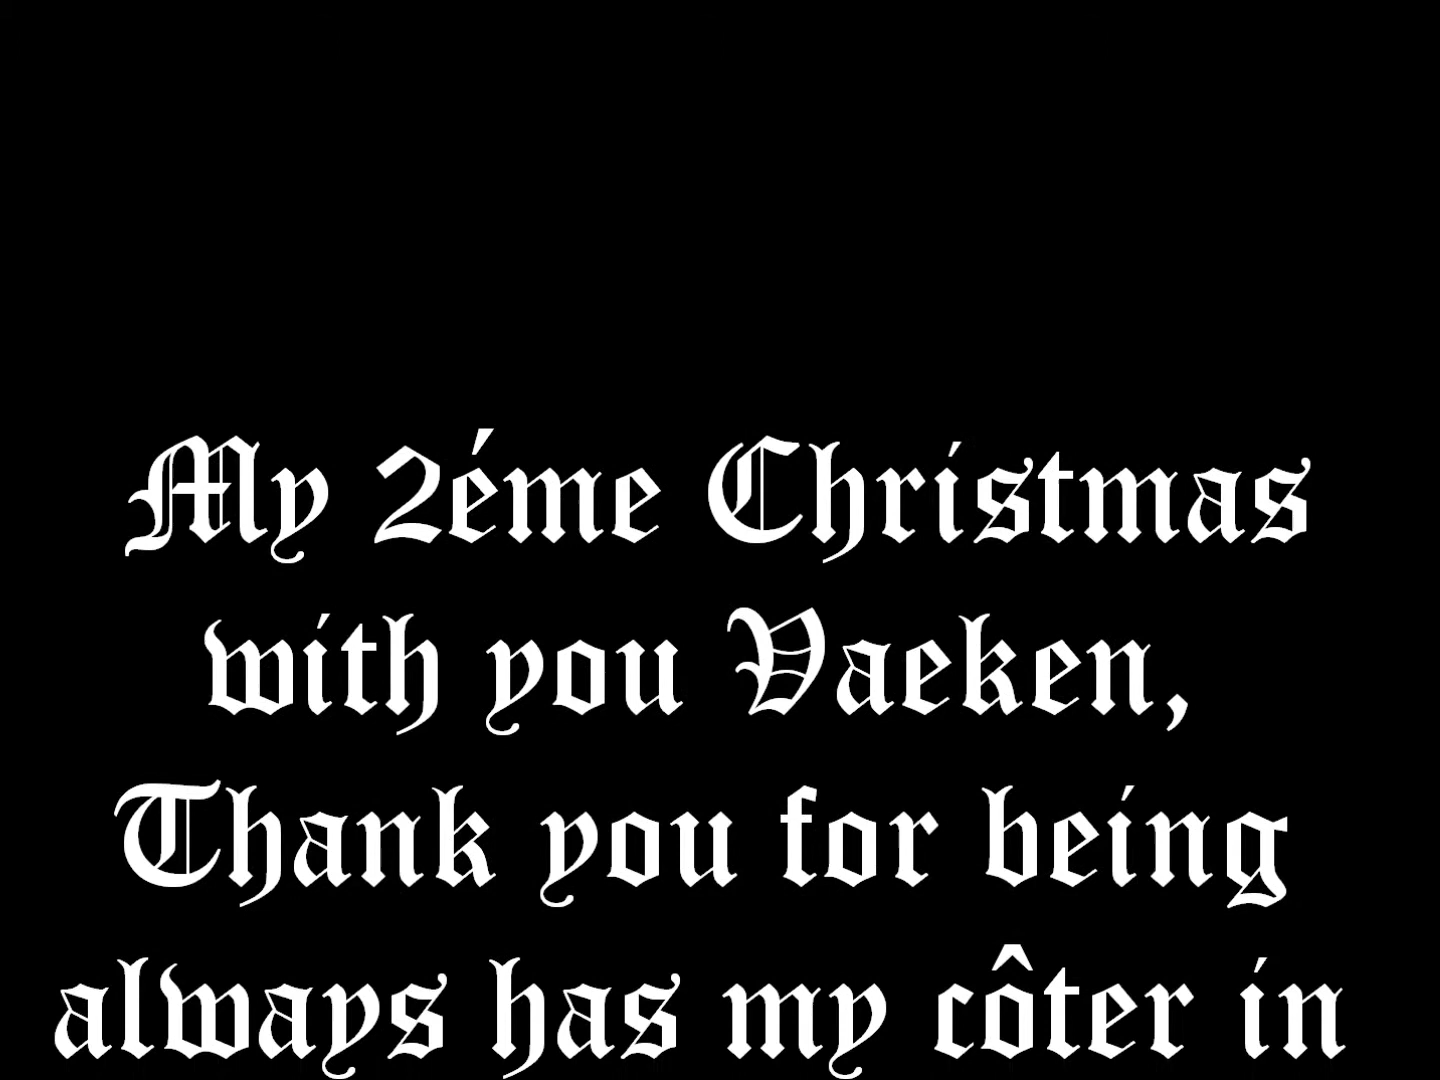 My 2éme Christmas
with you Vaeken,
Thank you for being
always has my côter in